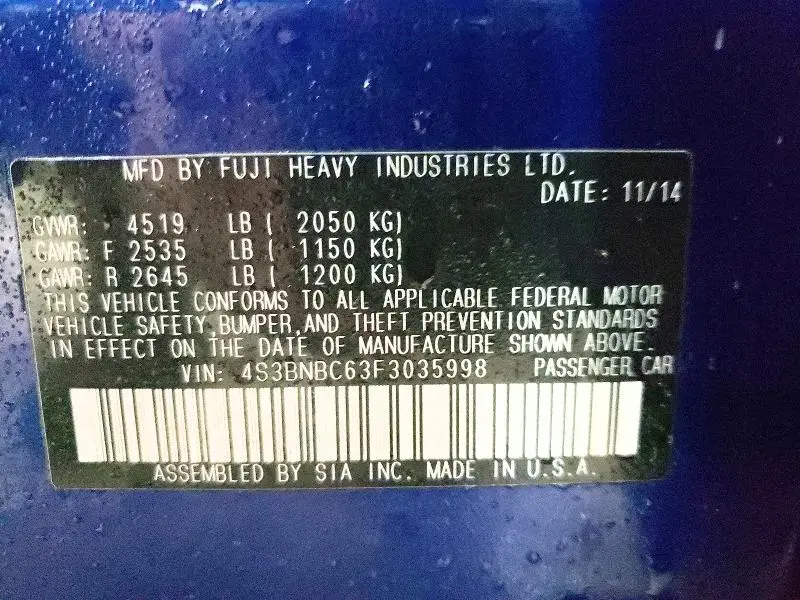 MFD BY FUJI HEAVY INDUSTRIES LTD.
DATE: 11/14
GVWR: 4519 LB ( 2050 KG)
GAWR: F 2535 LB ( 1150 KG)
GAWR: R 2645 LB ( 1200 KG)
THIS VEHICLE CONFORMS TO ALL APPLICABLE FEDERAL MOTOR
VEHICLE SAFETY,BUMPER,AND THEFT PREVENTION STANDARDS
IN EFFECT ON THE DATE OF MANUFACTURE SHOWN ABOVE.
VIN: 4S3BNBC63F3035998 PASSENGER CAR
ASSEMBLED BY SIA INC. MADE IN U.S.A.